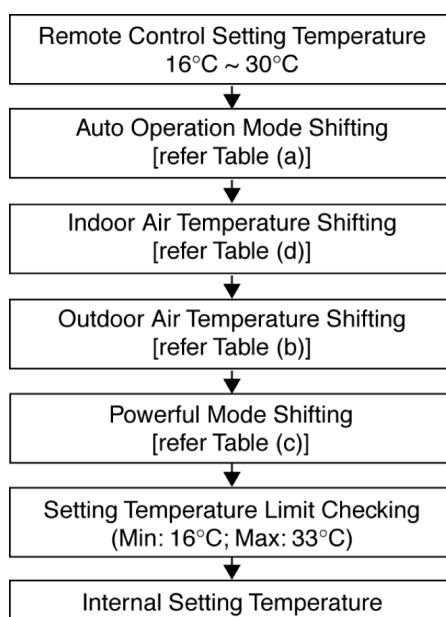 Remote Control Setting Temperature
16°C ~ 30°C
Auto Operation Mode Shifting
[refer Table (a)]
Indoor Air Temperature Shifting
[refer Table (d)]
Outdoor Air Temperature Shifting
[refer Table (b)]
Powerful Mode Shifting
[refer Table (c)]
Setting Temperature Limit Checking
(Min: 16°C; Max: 33°C)
Internal Setting Temperature